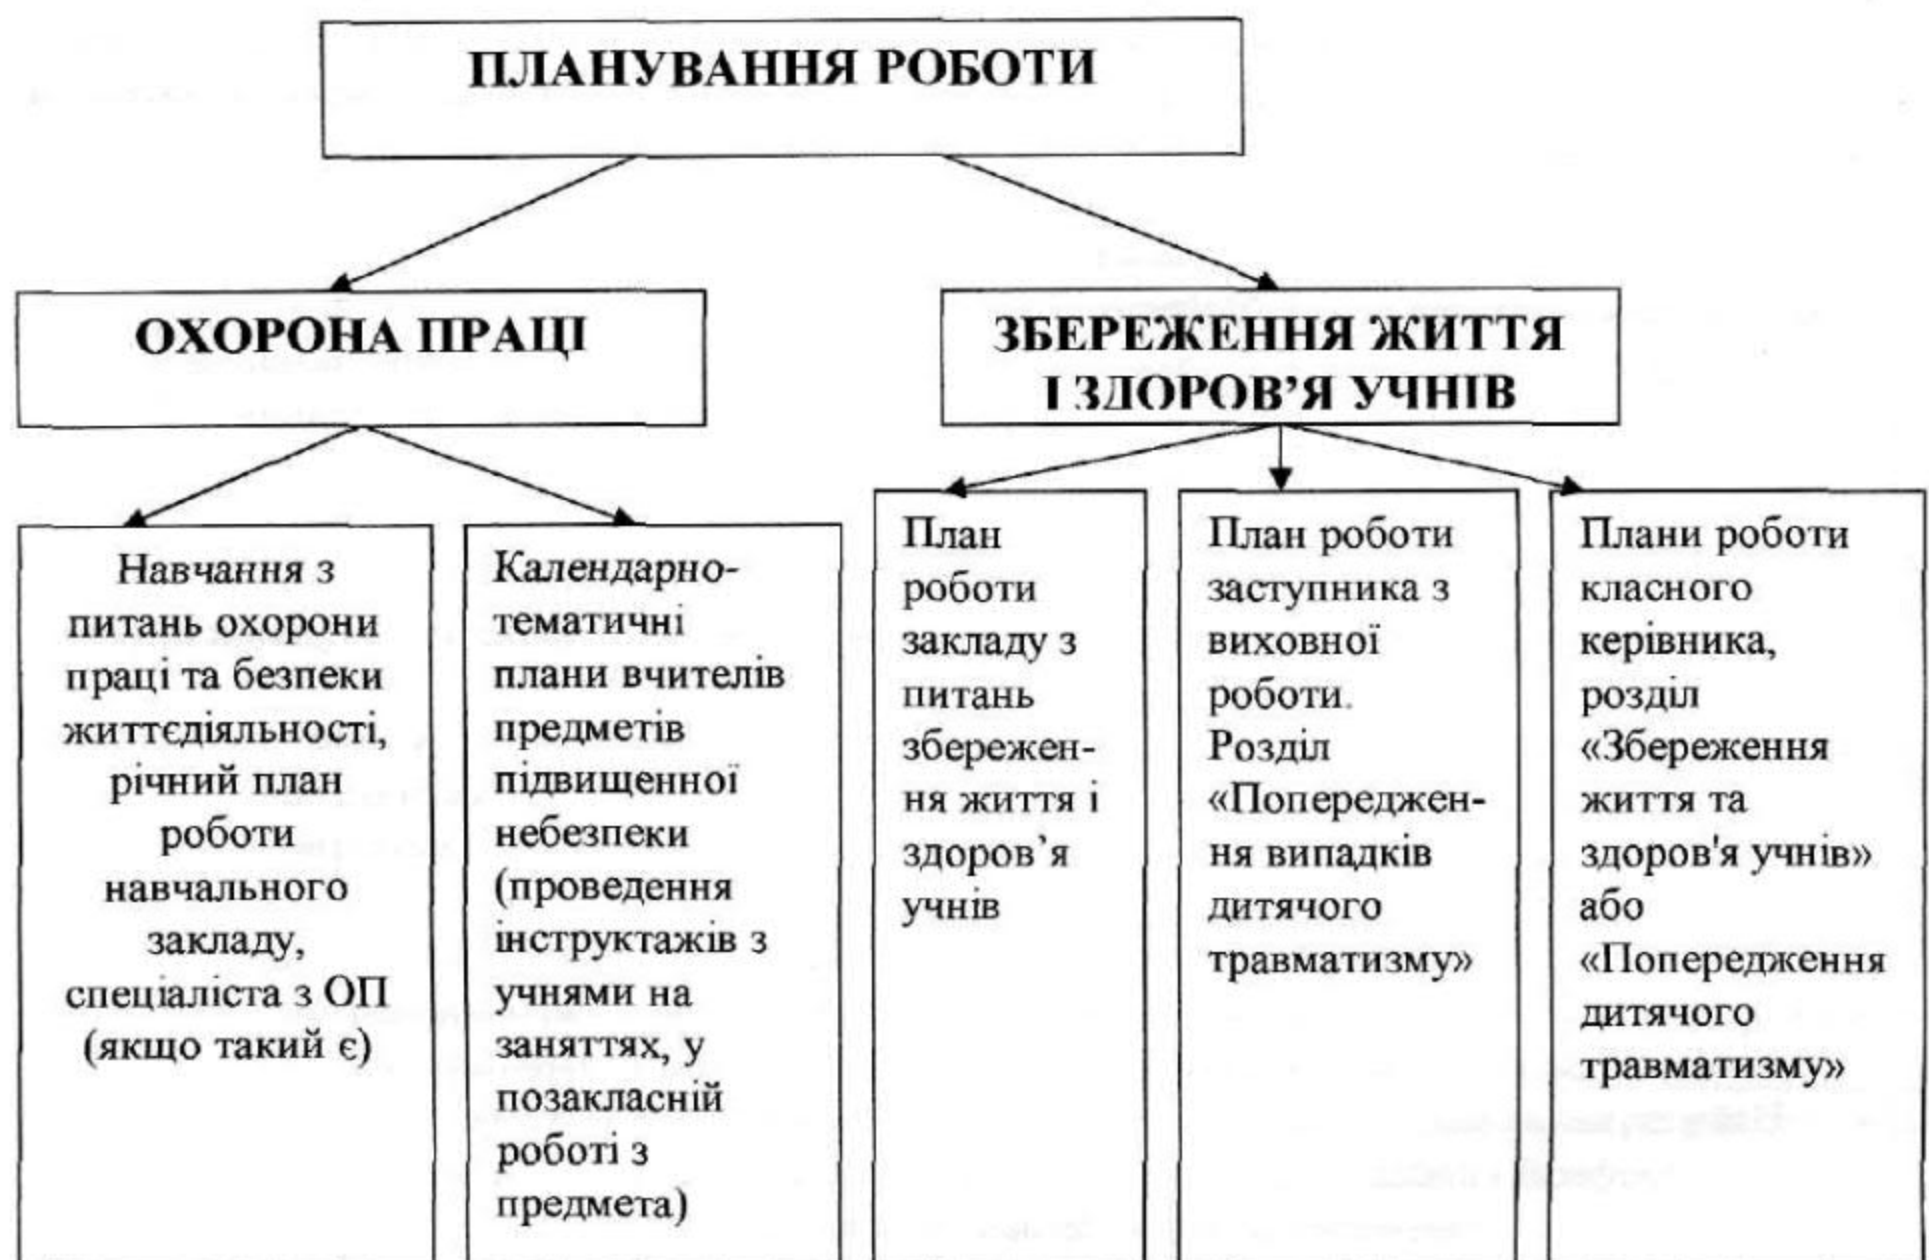 ПЛАНУВАННЯ РОБОТИ
ОХОРОНА ПРАЦІ
ЗБЕРЕЖЕННЯ ЖИТТЯ
І ЗДОРОВ’Я УЧНІВ
Навчання з
питань охорони
праці та безпеки
життєдіяльності,
річний план
роботи
навчального
закладу,
спеціаліста з ОП
(якщо такий є)
Календарно-
тематичні
плани вчителів
предметів
підвищенної
небезпеки
(проведення
інструктажів з
учнями на
заняттях, у
позакласній
роботі з
предмета)
План
роботи
закладу з
питань
збережен-
ня життя і
здоров’я
учнів
План роботи
заступника з
виховної
роботи.
Розділ
«Попереджен-
ня випадків
дитячого
травматизму»
Плани роботи
класного
керівника,
розділ
«Збереження
життя та
здоров'я учнів»
або
«Попередження
дитячого
травматизму»